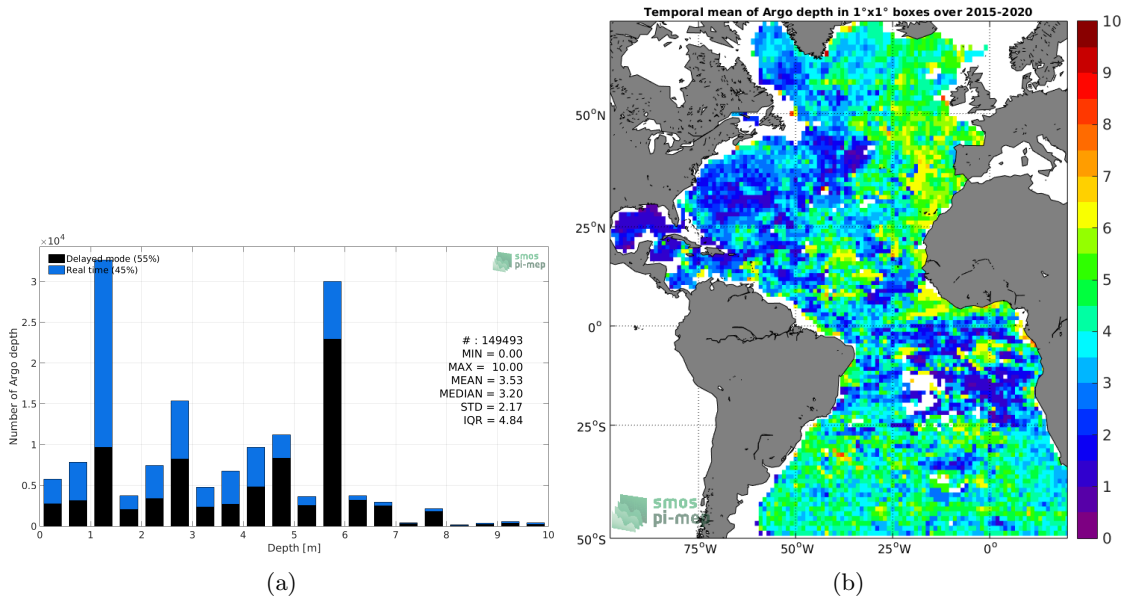 Temporal mean of Argo depth in 1°x1° boxes over 2015-2020
×10⁴
Delayed mode (55%)
Real time (45%)
smos
pi-mep
# : 149493
MIN = 0.00
MAX = 10.00
MEAN = 3.53
MEDIAN = 3.20
STD = 2.17
IQR = 4.84
Number of Argo depth
3
2.5
2
1.5
1
0.5
0
0 1 2 3 4 5 6 7 8 9 10
Depth [m]
(a)
50°N
25°N
0°
25°S
50°S
75°W 50°W 25°W 0°
smos
pi-mep
10
9
8
7
6
5
4
3
2
1
0
(b)